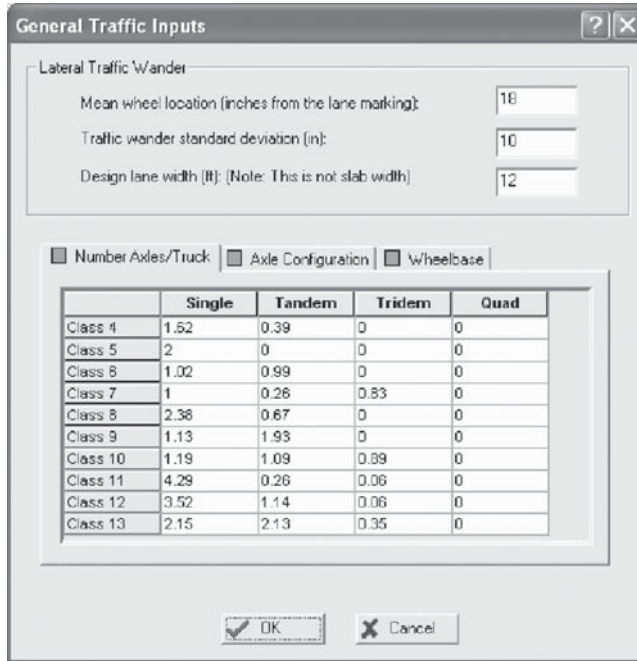 General Traffic Inputs
Lateral Traffic Wander
Mean wheel location (inches from the lane marking): 18
Traffic wander standard deviation (in): 10
Design lane width (ft): (Note: This is not slab width) 12
Number Axles/Truck Axle Configuration Wheelbase
Single Tandem Tridem Quad
Class 4 1.62 0.39 0 0
Class 5 2 0 0 0
Class 6 1.02 0.99 0 0
Class 7 1 0.26 0.83 0
Class 8 2.38 0.67 0 0
Class 9 1.13 1.93 0 0
Class 10 1.19 1.09 0.89 0
Class 11 4.29 0.26 0.06 0
Class 12 3.52 1.14 0.06 0
Class 13 2.15 2.13 0.35 0
OK Cancel